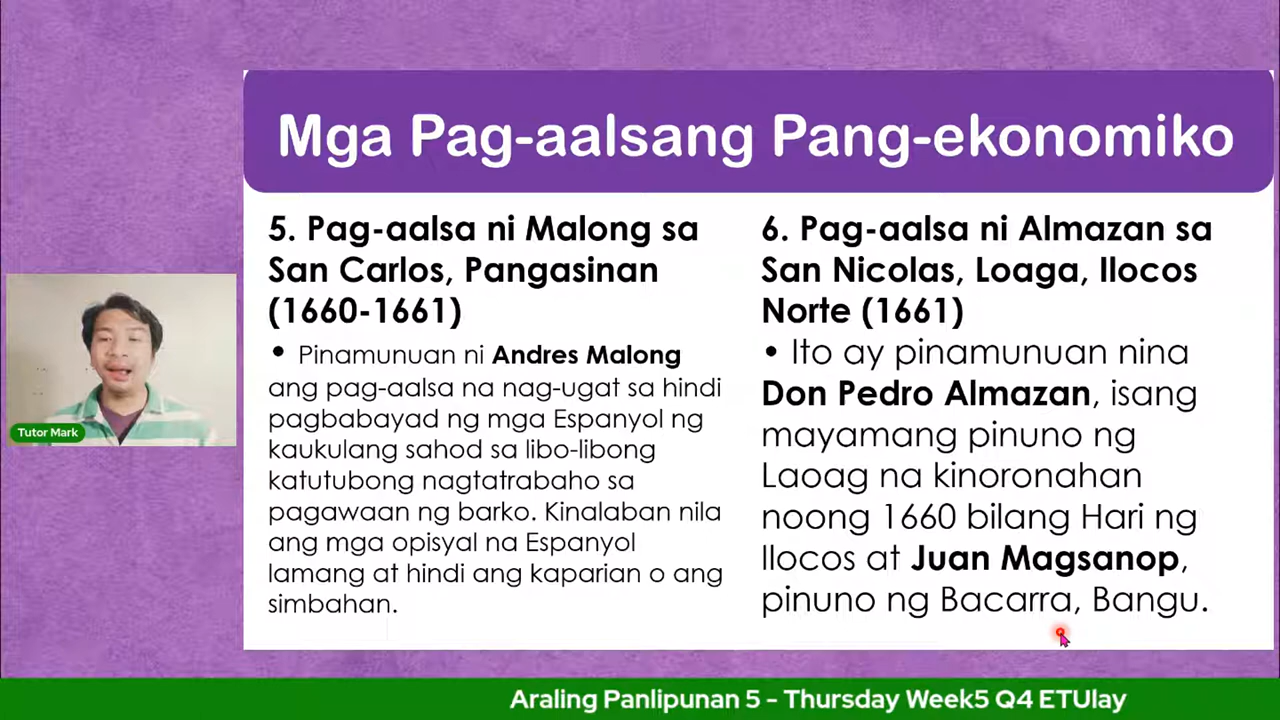 Mga Pag-aalsang Pang-ekonomiko
5. Pag-aalsa ni Malong sa
San Carlos, Pangasinan
(1660-1661)
• Pinamunuan ni Andres Malong
ang pag-aalsa na nag-ugat sa hindi
pagbabayad ng mga Espanyol ng
kaukulang sahod sa libo-libong
katutubong nagtatrabaho sa
pagawaan ng barko. Kinalaban nila
ang mga opisyal na Espanyol
lamang at hindi ang kaparian o ang
simbahan.
6. Pag-aalsa ni Almazan sa
San Nicolas, Loaga, Ilocos
Norte (1661)
• Ito ay pinamunuan nina
Don Pedro Almazan, isang
mayamang pinuno ng
Laoag na kinoronahan
noong 1660 bilang Hari ng
Ilocos at Juan Magsanop,
pinuno ng Bacarra, Bangu.
Tutor Mark
Araling Panlipunan 5 - Thursday Week5 Q4 ETUlay